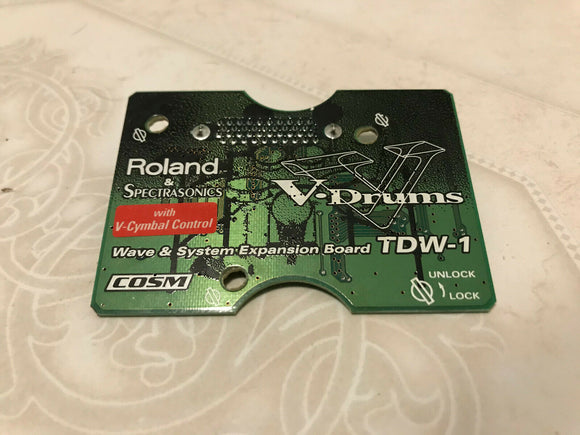 Roland
&
SPECTRASONICS
V-Drums
with
V-Cymbal Control
Wave & System Expansion Board TDW-1
COSM
UNLOCK
LOCK